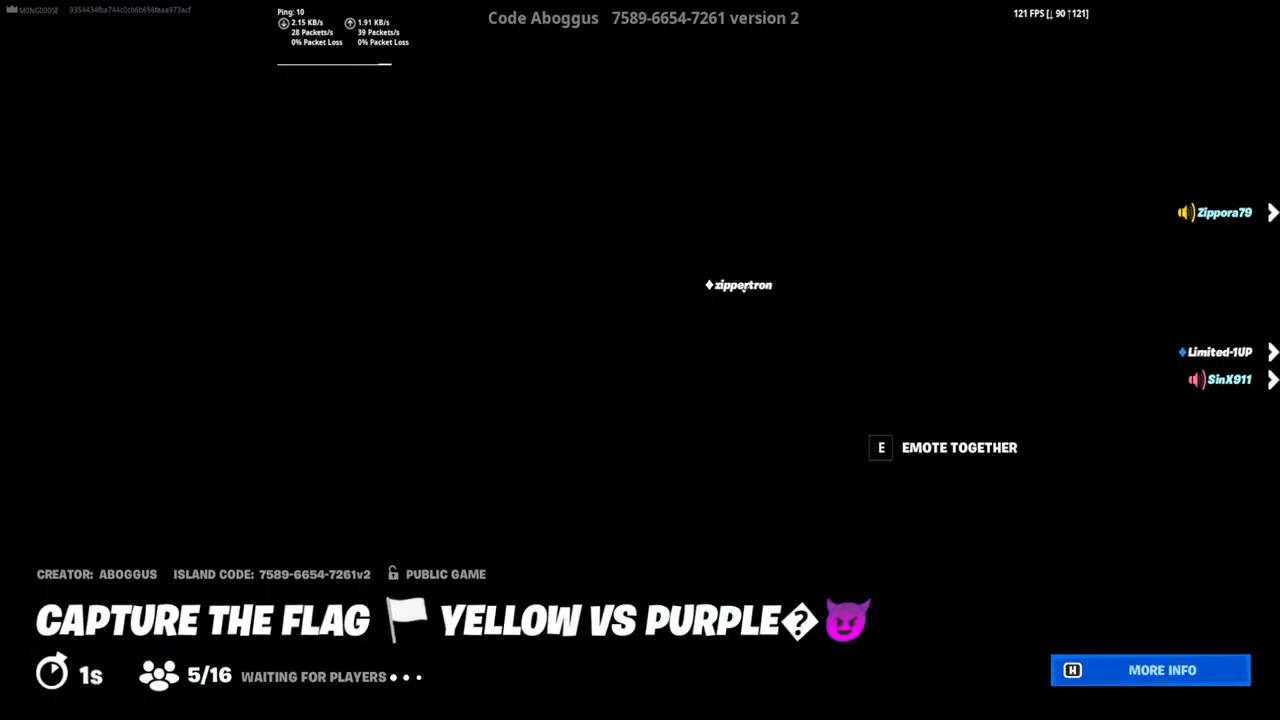 MONGOOSE
Ping: 10
2.15 KB/s 1.91 KB/s
28 Packets/s 39 Packets/s
0% Packet Loss 0% Packet Loss
Code Aboggus 7589-6654-7261 version 2
121 FPS [↓ 90 ↑121]
Zippora79
zippertron
Limited-1UP
SinX911
E EMOTE TOGETHER
CREATOR: ABOGGUS ISLAND CODE: 7589-6654-7261v2 PUBLIC GAME
CAPTURE THE FLAG 🏳 YELLOW VS PURPLE�😈
1s 5/16 WAITING FOR PLAYERS • • •
H MORE INFO